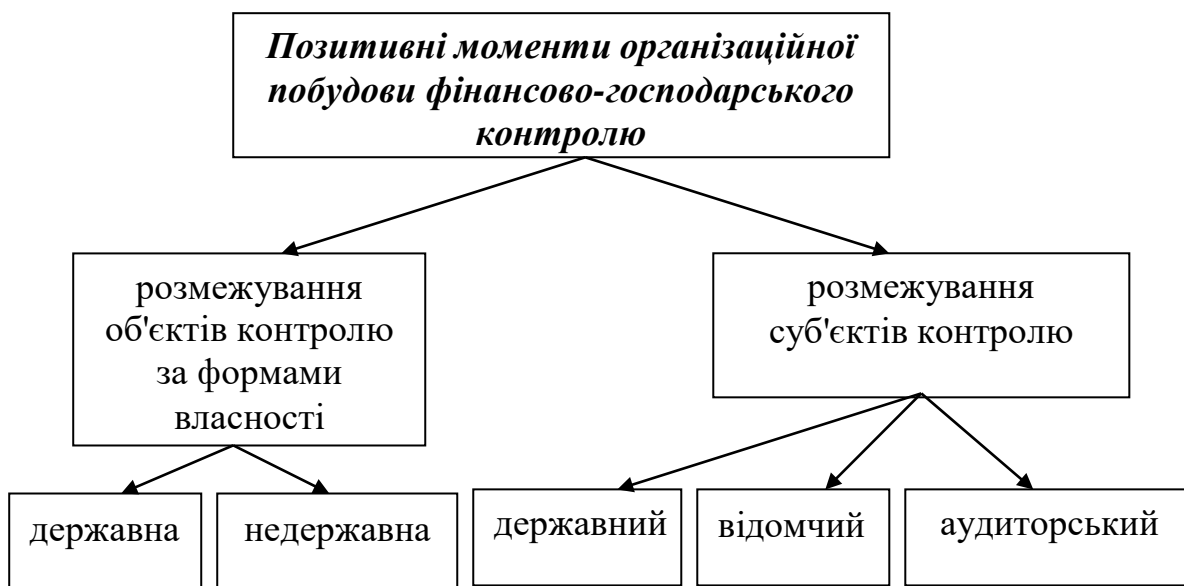 Позитивні моменти організаційної
побудови фінансово-господарського
контролю
розмежування
об'єктів контролю
за формами
власності
розмежування
суб'єктів контролю
державна
недержавна
державний
відомчий
аудиторський